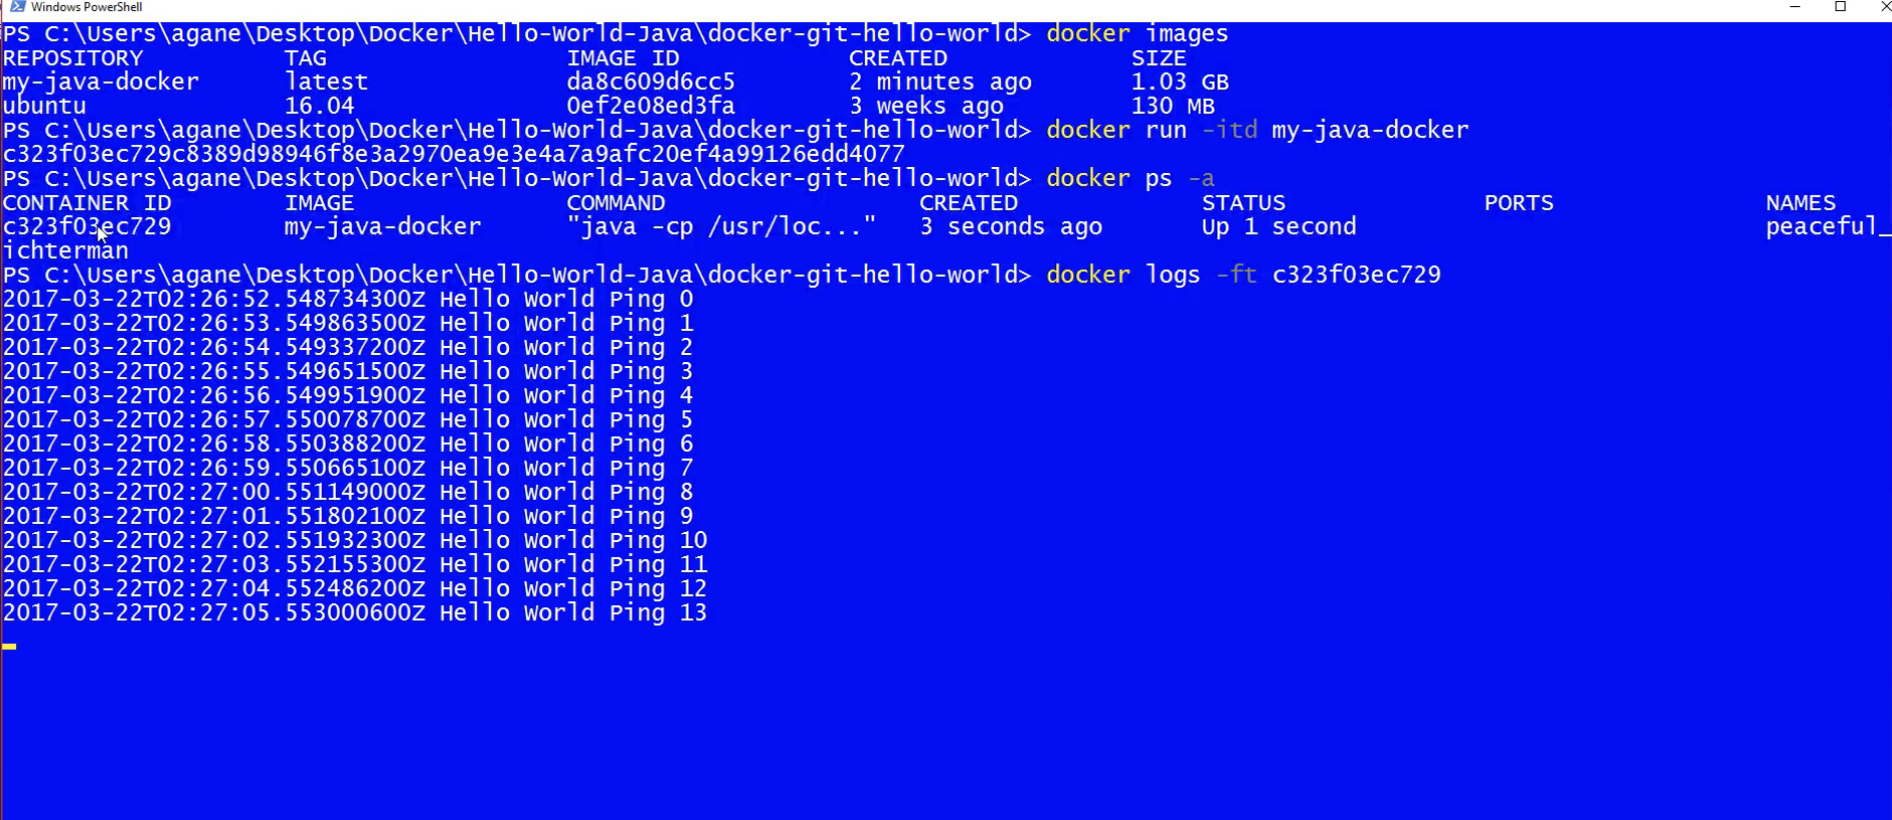 Windows PowerShell
PS C:\Users\agane\Desktop\Docker\Hello-World-Java\docker-git-hello-world> docker images
REPOSITORY TAG IMAGE ID CREATED SIZE
my-java-docker latest da8c609d6cc5 2 minutes ago 1.03 GB
ubuntu 16.04 0ef2e08ed3fa 3 weeks ago 130 MB
PS C:\Users\agane\Desktop\Docker\Hello-World-Java\docker-git-hello-world> docker run -itd my-java-docker
c323f03ec729c8389d98946f8e3a2970ea9e3e4a7a9afc20ef4a99126edd4077
PS C:\Users\agane\Desktop\Docker\Hello-World-Java\docker-git-hello-world> docker ps -a
CONTAINER ID IMAGE COMMAND CREATED STATUS PORTS NAMES
c323f03ec729 my-java-docker "java -cp /usr/loc..." 3 seconds ago Up 1 second peaceful_
ichterman
PS C:\Users\agane\Desktop\Docker\Hello-World-Java\docker-git-hello-world> docker logs -ft c323f03ec729
2017-03-22T02:26:52.548734300Z Hello World Ping 0
2017-03-22T02:26:53.549863500Z Hello World Ping 1
2017-03-22T02:26:54.549337200Z Hello World Ping 2
2017-03-22T02:26:55.549651500Z Hello World Ping 3
2017-03-22T02:26:56.549951900Z Hello World Ping 4
2017-03-22T02:26:57.550078700Z Hello World Ping 5
2017-03-22T02:26:58.550388200Z Hello World Ping 6
2017-03-22T02:26:59.550665100Z Hello World Ping 7
2017-03-22T02:27:00.551149000Z Hello World Ping 8
2017-03-22T02:27:01.551802100Z Hello World Ping 9
2017-03-22T02:27:02.551932300Z Hello World Ping 10
2017-03-22T02:27:03.552155300Z Hello World Ping 11
2017-03-22T02:27:04.552486200Z Hello World Ping 12
2017-03-22T02:27:05.553000600Z Hello World Ping 13